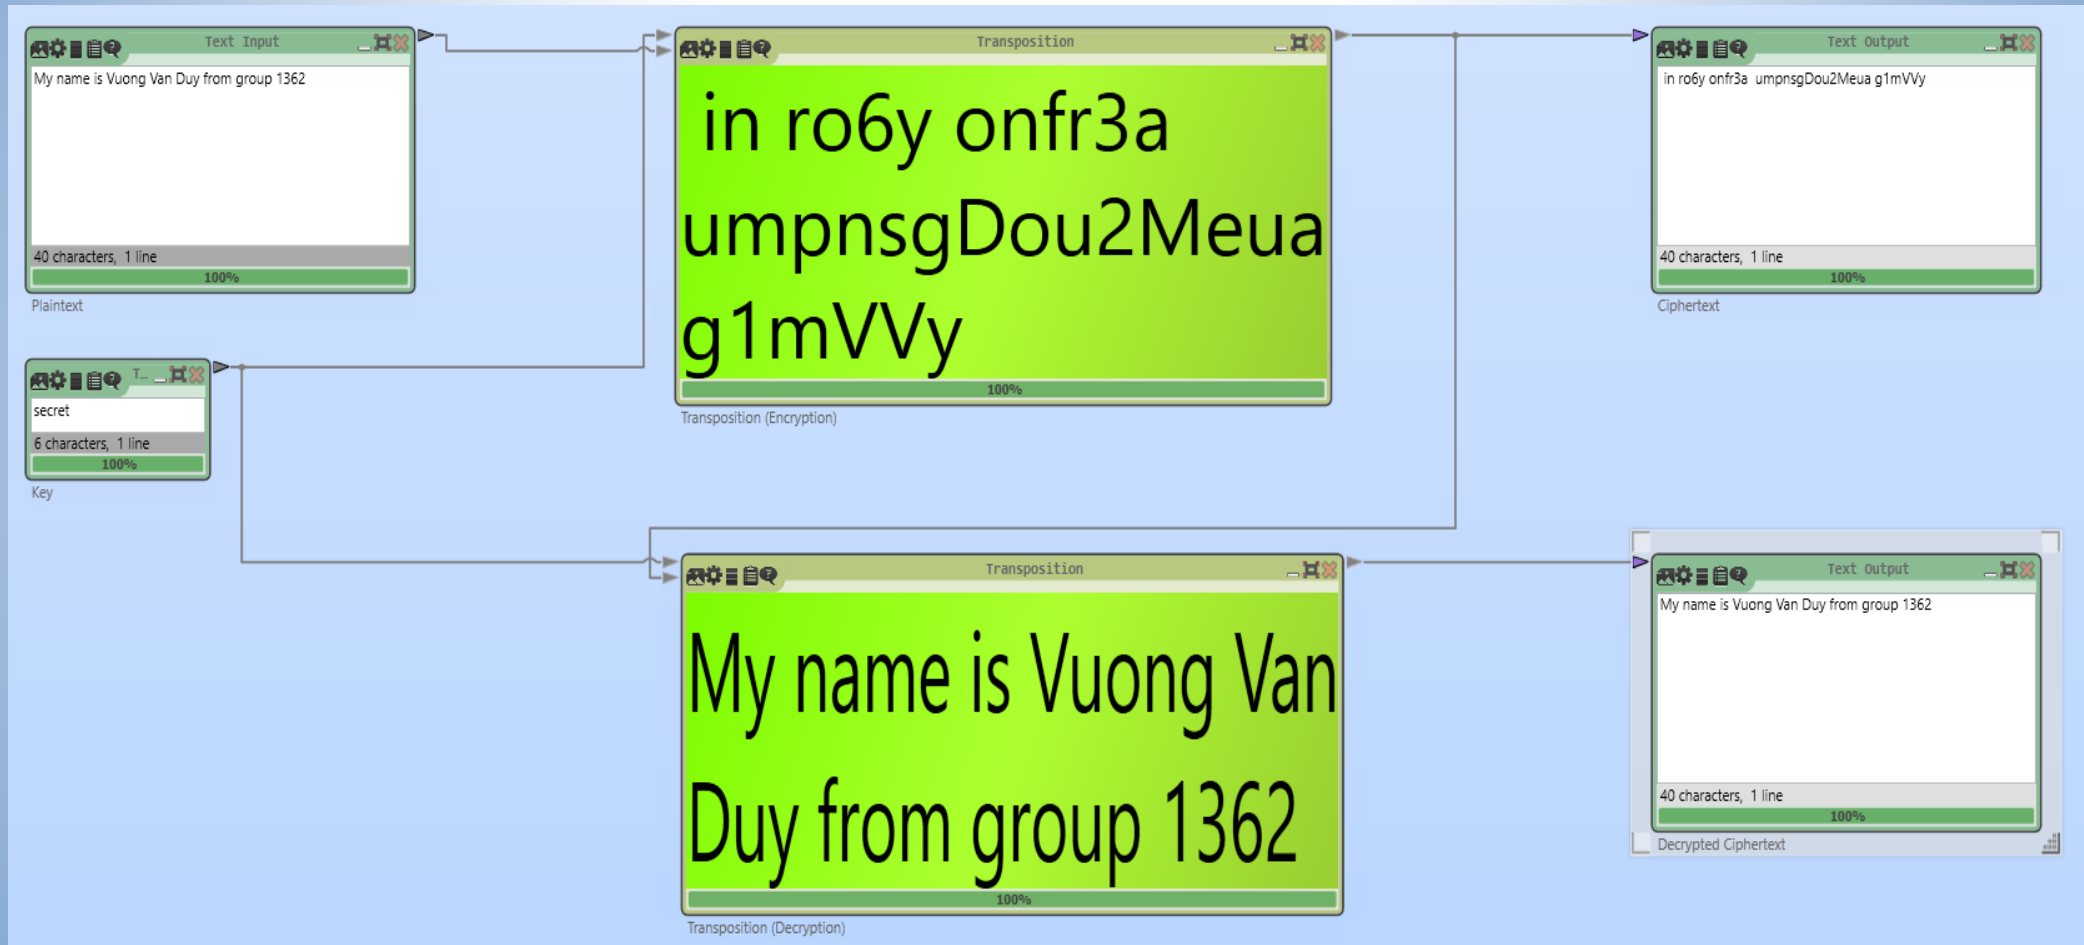 Text Input
My name is Vuong Van Duy from group 1362
40 characters, 1 line
100%
Plaintext
T...
secret
6 characters, 1 line
100%
Key
Transposition
in ro6y onfr3a
umpnsgDou2Meua
g1mVVy
100%
Transposition (Encryption)
Text Output
in ro6y onfr3a  umpnsgDou2Meua g1mVVy
40 characters, 1 line
100%
Ciphertext
Transposition
My name is Vuong Van
Duy from group 1362
100%
Transposition (Decryption)
Text Output
My name is Vuong Van Duy from group 1362
40 characters, 1 line
100%
Decrypted Ciphertext